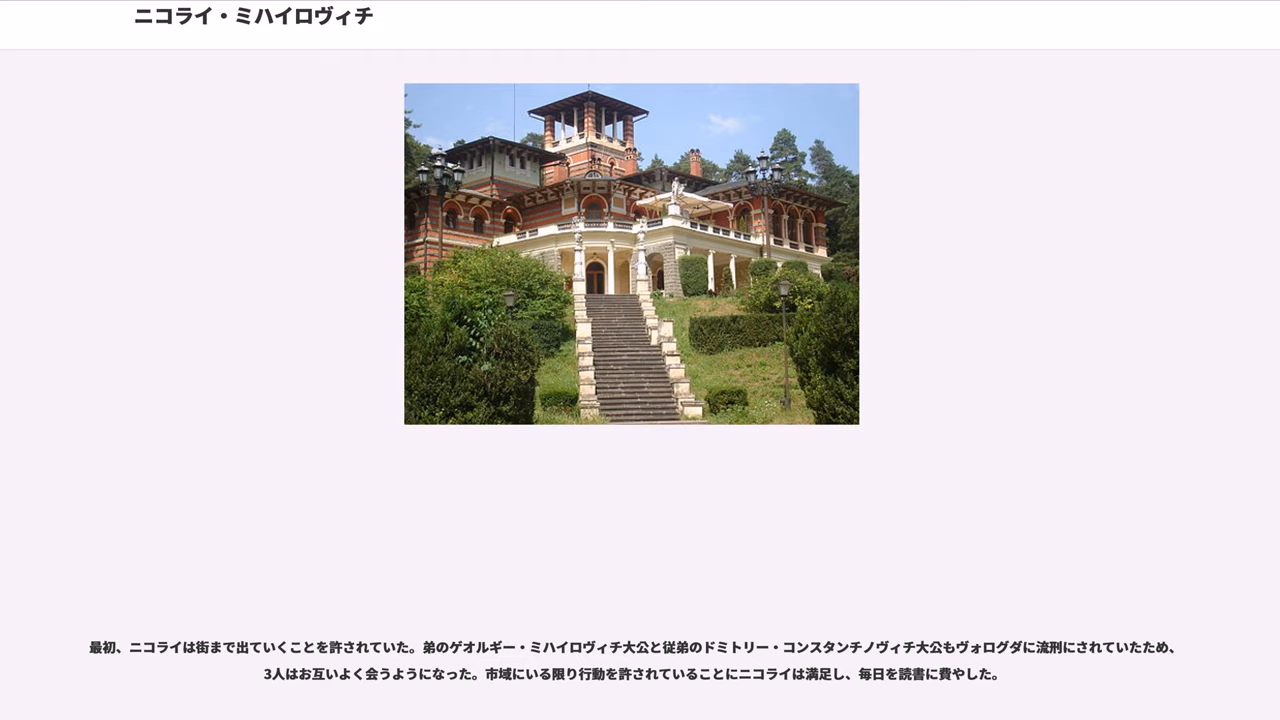 ニコライ・ミハイロヴィチ
最初、ニコライは街まで出ていくことを許されていた。弟のゲオルギー・ミハイロヴィチ大公と従弟のドミトリー・コンスタンチノヴィチ大公もヴォログダに流刑にされていたため、
3人はお互いよく会うようになった。市域にいる限り行動を許されていることにニコライは満足し、毎日を読書に費やした。